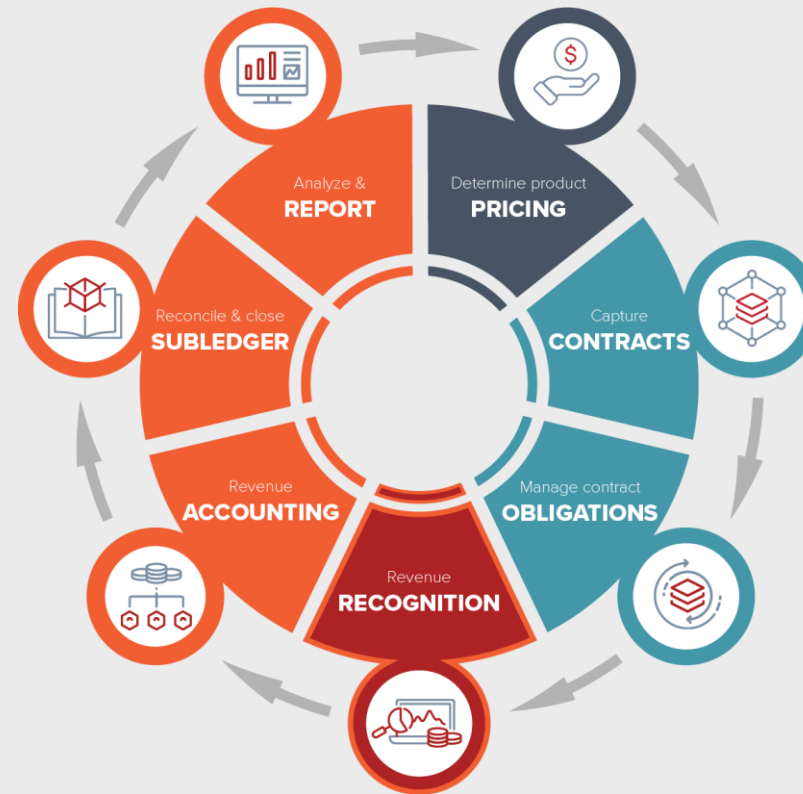 Analyze &
REPORT
Determine product
PRICING
Capture
CONTRACTS
Manage contract
OBLIGATIONS
Revenue
RECOGNITION
Revenue
ACCOUNTING
Reconcile & close
SUBLEDGER
$